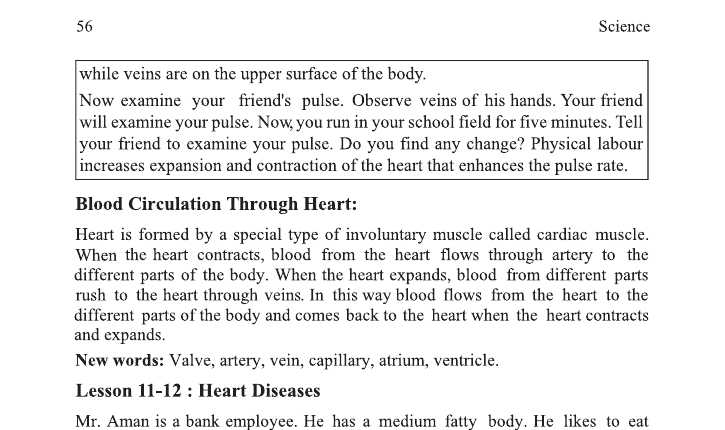 56 Science
while veins are on the upper surface of the body.
Now examine your friend's pulse. Observe veins of his hands. Your friend
will examine your pulse. Now, you run in your school field for five minutes. Tell
your friend to examine your pulse. Do you find any change? Physical labour
increases expansion and contraction of the heart that enhances the pulse rate.
Blood Circulation Through Heart:
Heart is formed by a special type of involuntary muscle called cardiac muscle.
When the heart contracts, blood from the heart flows through artery to the
different parts of the body. When the heart expands, blood from different parts
rush to the heart through veins. In this way blood flows from the heart to the
different parts of the body and comes back to the heart when the heart contracts
and expands.
New words: Valve, artery, vein, capillary, atrium, ventricle.
Lesson 11-12 : Heart Diseases
Mr. Aman is a bank employee. He has a medium fatty body. He likes to eat